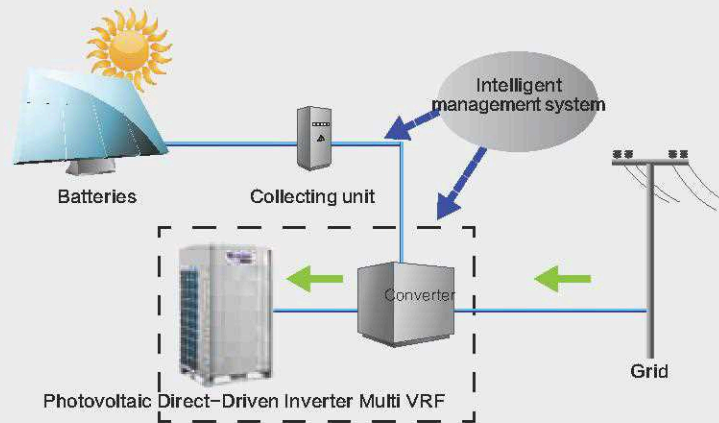 Intelligent
management system
Batteries
Collecting unit
Converter
Grid
Photovoltaic Direct-Driven Inverter Multi VRF